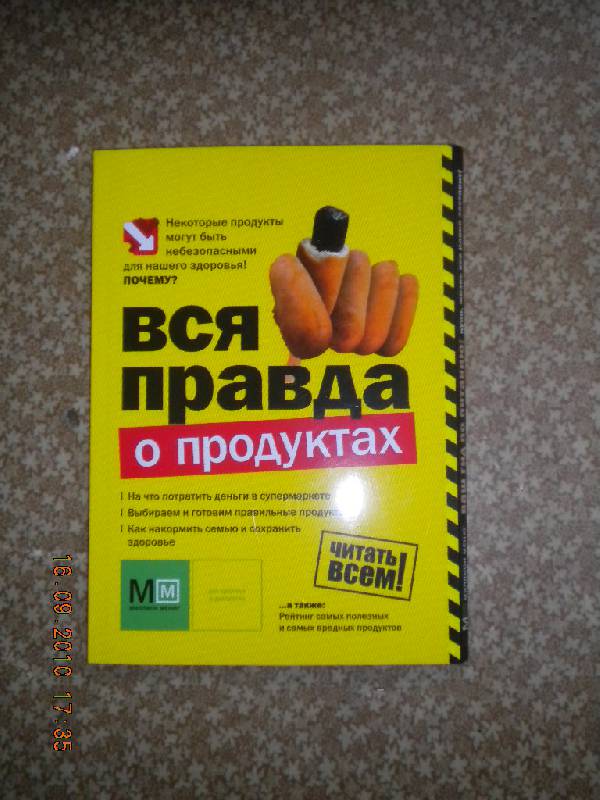 Некоторые продукты
могут быть
небезопасными
для нашего здоровья!
ПОЧЕМУ?
вся
правда
о продуктах
На что потратить деньги в супермаркете
Выбираем и готовим правильные продукты
Как накормить семью и сохранить
здоровье
читать
всем!
М М
...а также:
Рейтинг самых полезных
и самых вредных продуктов
16.09.2010 17:35